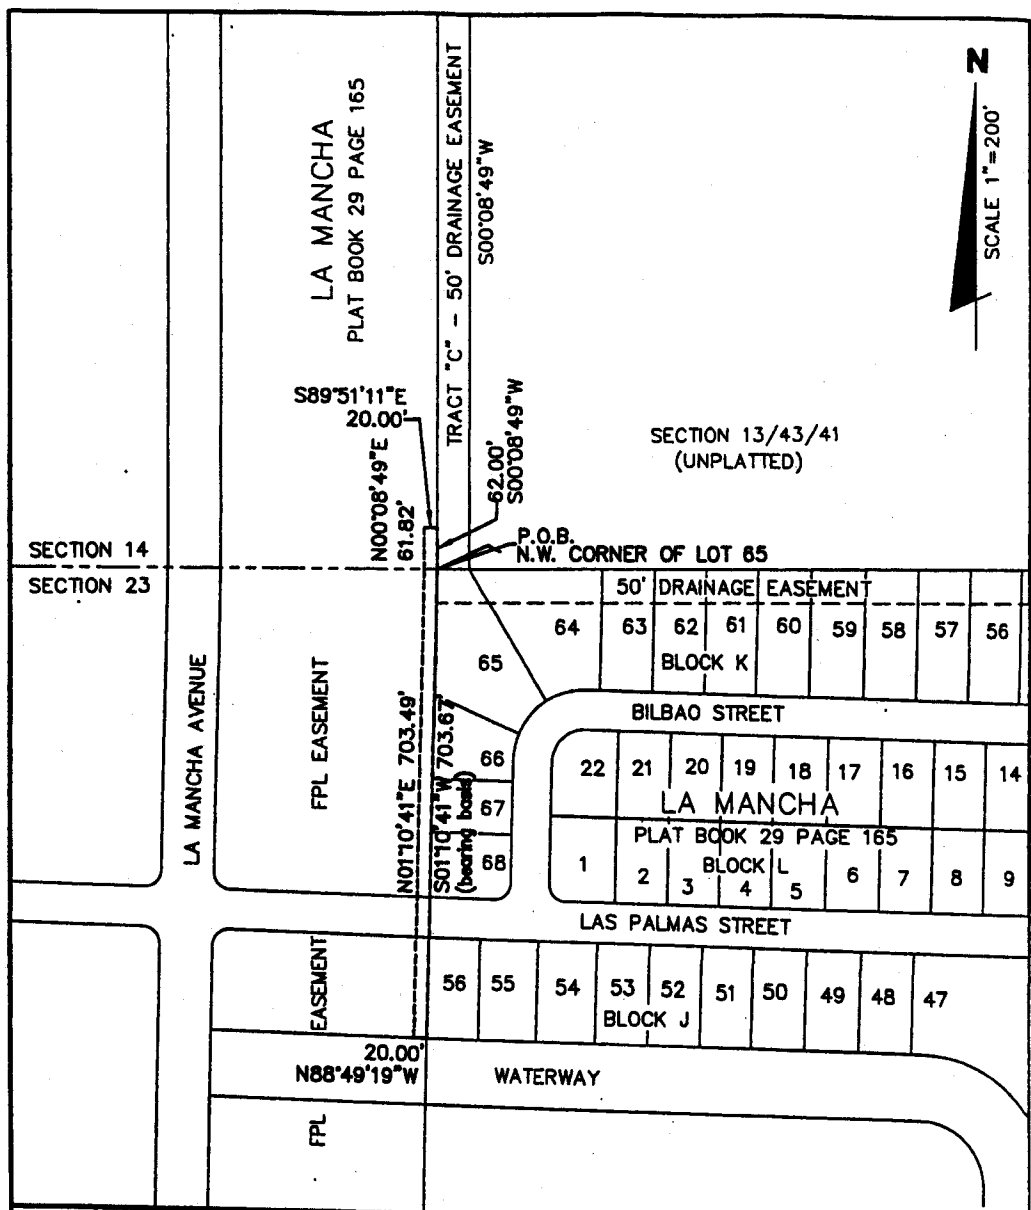 N
SCALE 1"=200'
LA MANCHA
PLAT BOOK 29 PAGE 165
TRACT "C" - 50' DRAINAGE EASEMENT
S00°08'49"W
S89°51'11"E
20.00'
N00°08'49"E
61.82'
62.00'
S00°08'49"W
SECTION 13/43/41
(UNPLATTED)
P.O.B.
N.W. CORNER OF LOT 65
SECTION 14
SECTION 23
50' DRAINAGE EASEMENT
64 63 62 61 60 59 58 57 56
65
BLOCK K
LA MANCHA AVENUE
FPL EASEMENT
N01°10'41"E 703.49'
S01°10'41"W 703.67'
(bearing basis)
BILBAO STREET
66
67
68
22 21 20 19 18 17 16 15 14
LA MANCHA
PLAT BOOK 29 PAGE 165
BLOCK L
1 2 3 4 5 6 7 8 9
LAS PALMAS STREET
EASEMENT
56 55 54 53 52 51 50 49 48 47
BLOCK J
20.00'
N88°49'19"W
WATERWAY
FPL